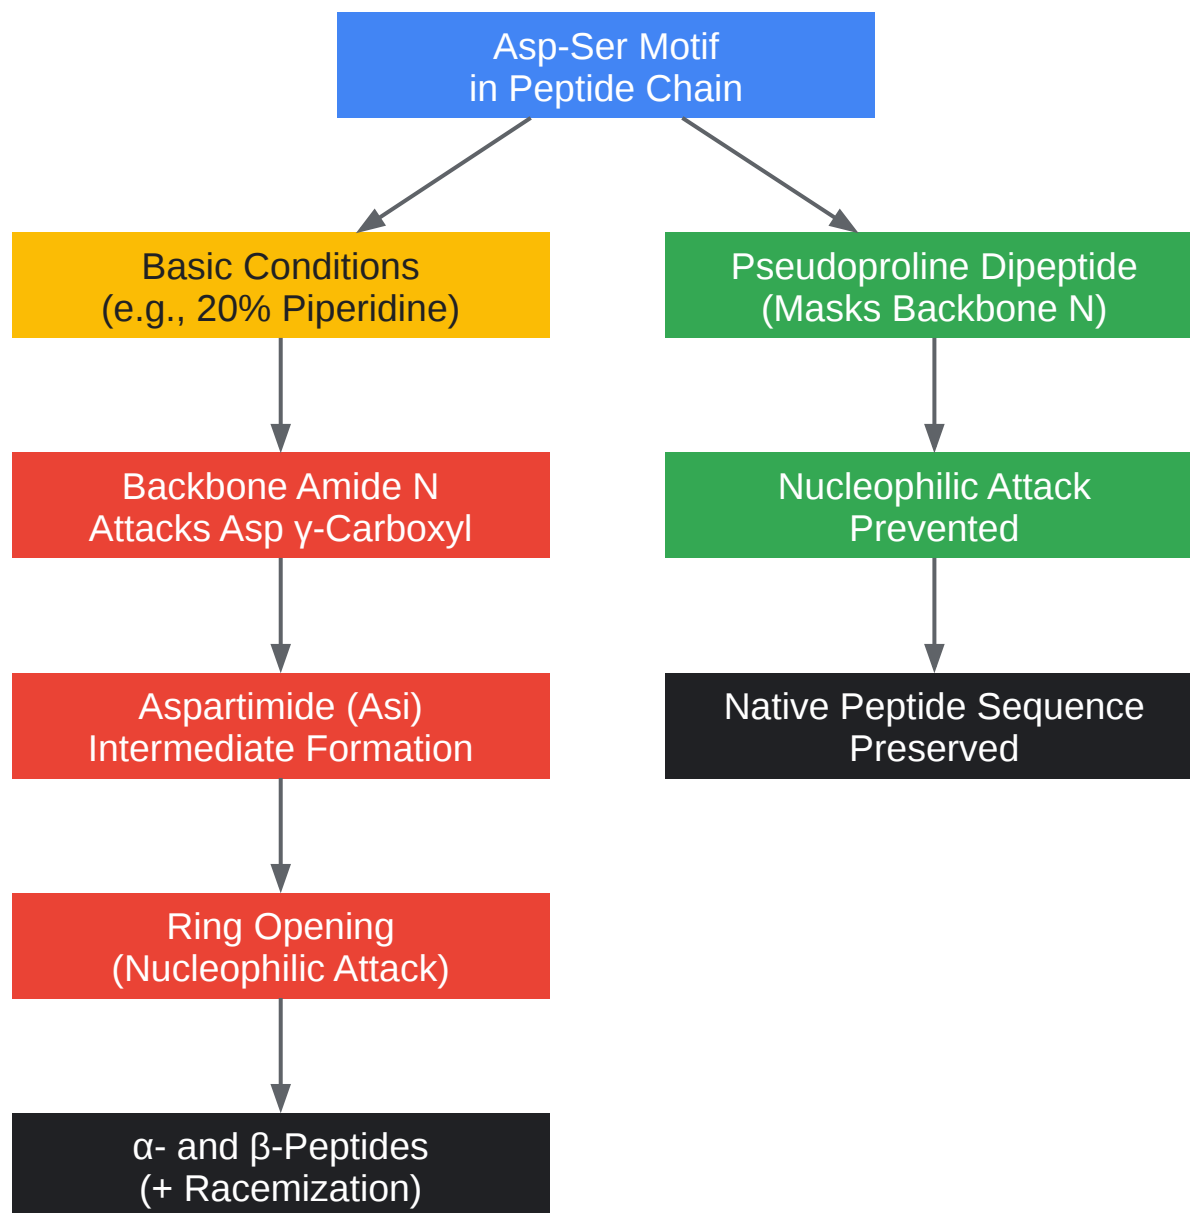 Asp-Ser Motif
in Peptide Chain
Basic Conditions
(e.g., 20% Piperidine)
Pseudoproline Dipeptide
(Masks Backbone N)
Backbone Amide N
Attacks Asp γ-Carboxyl
Nucleophilic Attack
Prevented
Aspartimide (Asi)
Intermediate Formation
Native Peptide Sequence
Preserved
Ring Opening
(Nucleophilic Attack)
α- and β-Peptides
(+ Racemization)